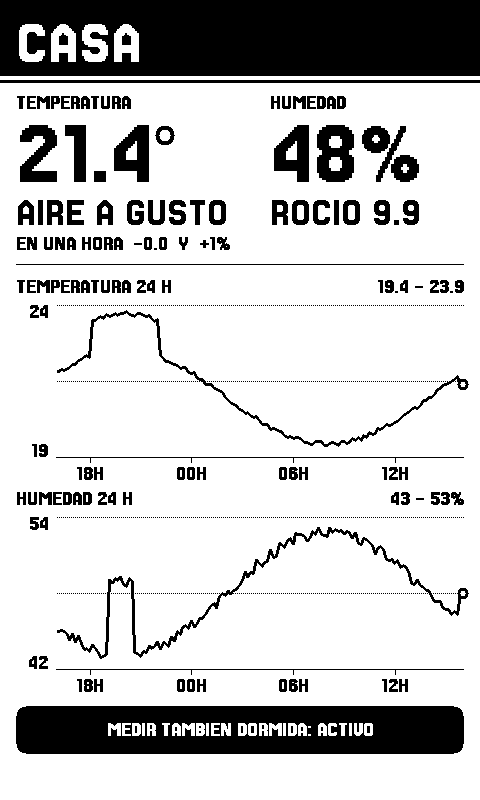 CASA
TEMPERATURA
HUMEDAD
21.4°
48%
AIRE A GUSTO
ROCIO 9.9
EN UNA HORA -0.0 Y +1%
TEMPERATURA 24 H
19.4 - 23.9
24
19
18H 00H 06H 12H
HUMEDAD 24 H
43 - 53%
54
42
18H 00H 06H 12H
MEDIR TAMBIEN DORMIDA: ACTIVO